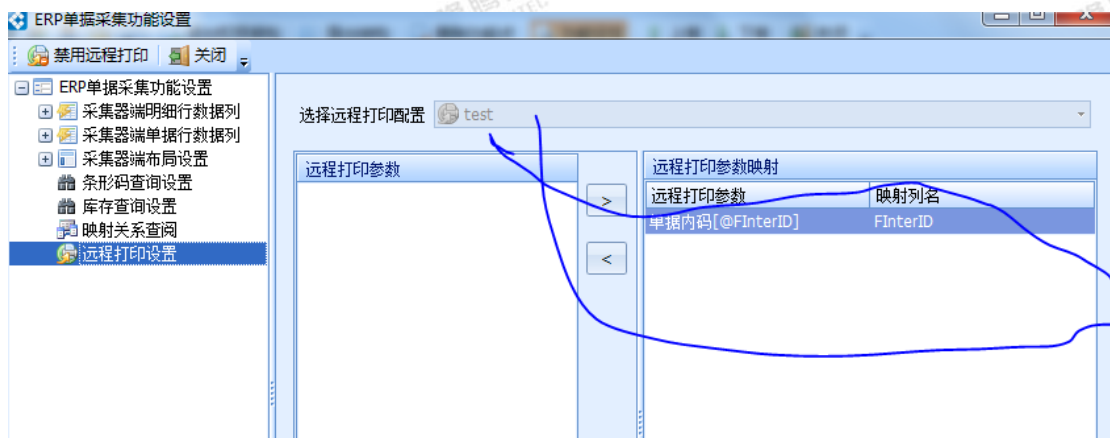 ERP单据采集功能设置
禁用远程打印 关闭
ERP单据采集功能设置
采集器端明细行数据列
采集器端单据行数据列
采集器端布局设置
条形码查询设置
库存查询设置
映射关系查阅
远程打印设置
选择远程打印配置 test
远程打印参数
>
<
远程打印参数映射
远程打印参数 映射列名
单据内码[@FInterID] FInterID